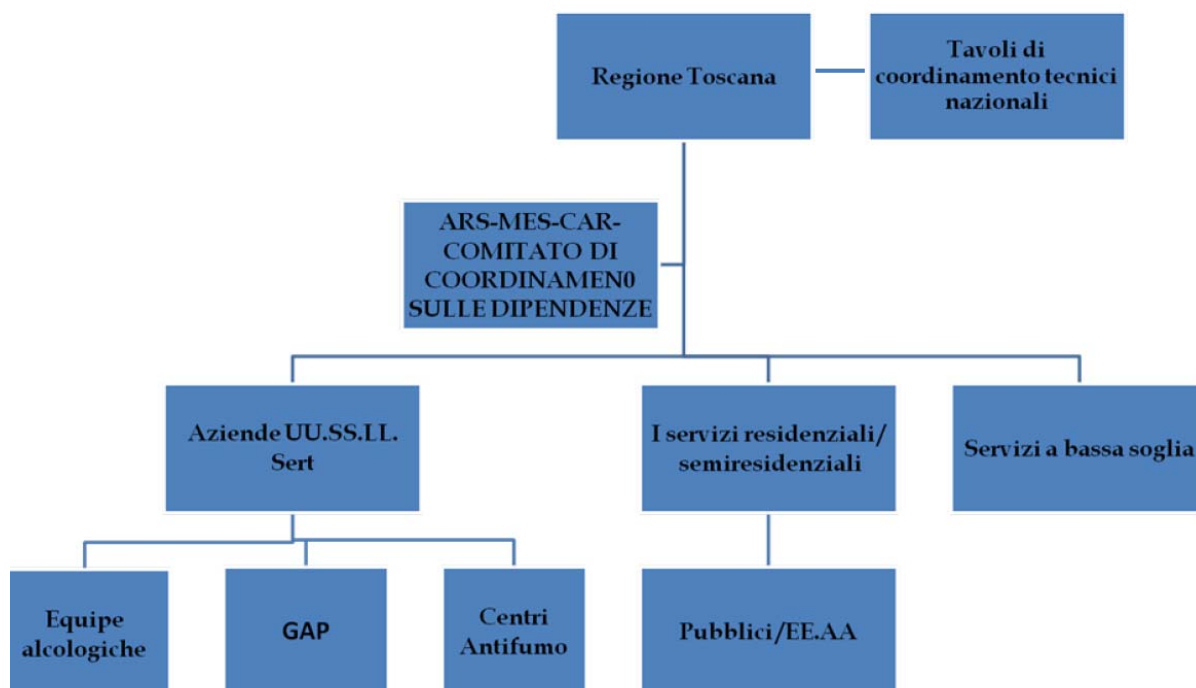 Regione Toscana
Tavoli di
coordinamento tecnici
nazionali
ARS-MES-CAR-
COMITATO DI
COORDINAMEN0
SULLE DIPENDENZE
Aziende UU.SS.LL.
Sert
I servizi residenziali/
semiresidenziali
Servizi a bassa soglia
Equipe
alcologiche
GAP
Centri
Antifumo
Pubblici/EE.AA